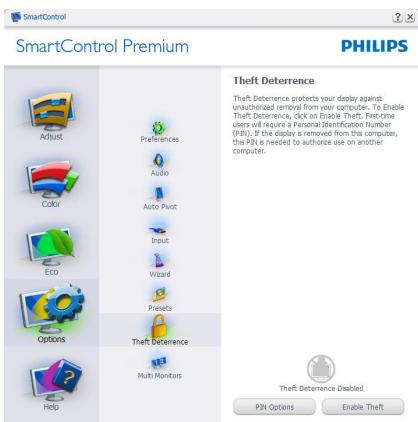 SmartControl
? ×
SmartControl Premium
PHILIPS
Adjust
Color
Eco
Options
Help
Preferences
Audio
Auto Pivot
Input
Wizard
Presets
Theft Deterrence
Multi Monitors
Theft Deterrence
Theft Deterrence protects your display against
unauthorized removal from your computer. To Enable
Theft Deterrence, click on Enable Theft. First-time
users will require a Personal Identification Number
(PIN). If the display is removed from this computer,
this PIN is needed to authorize use on another
computer.
Theft Deterrence Disabled
PIN Options
Enable Theft